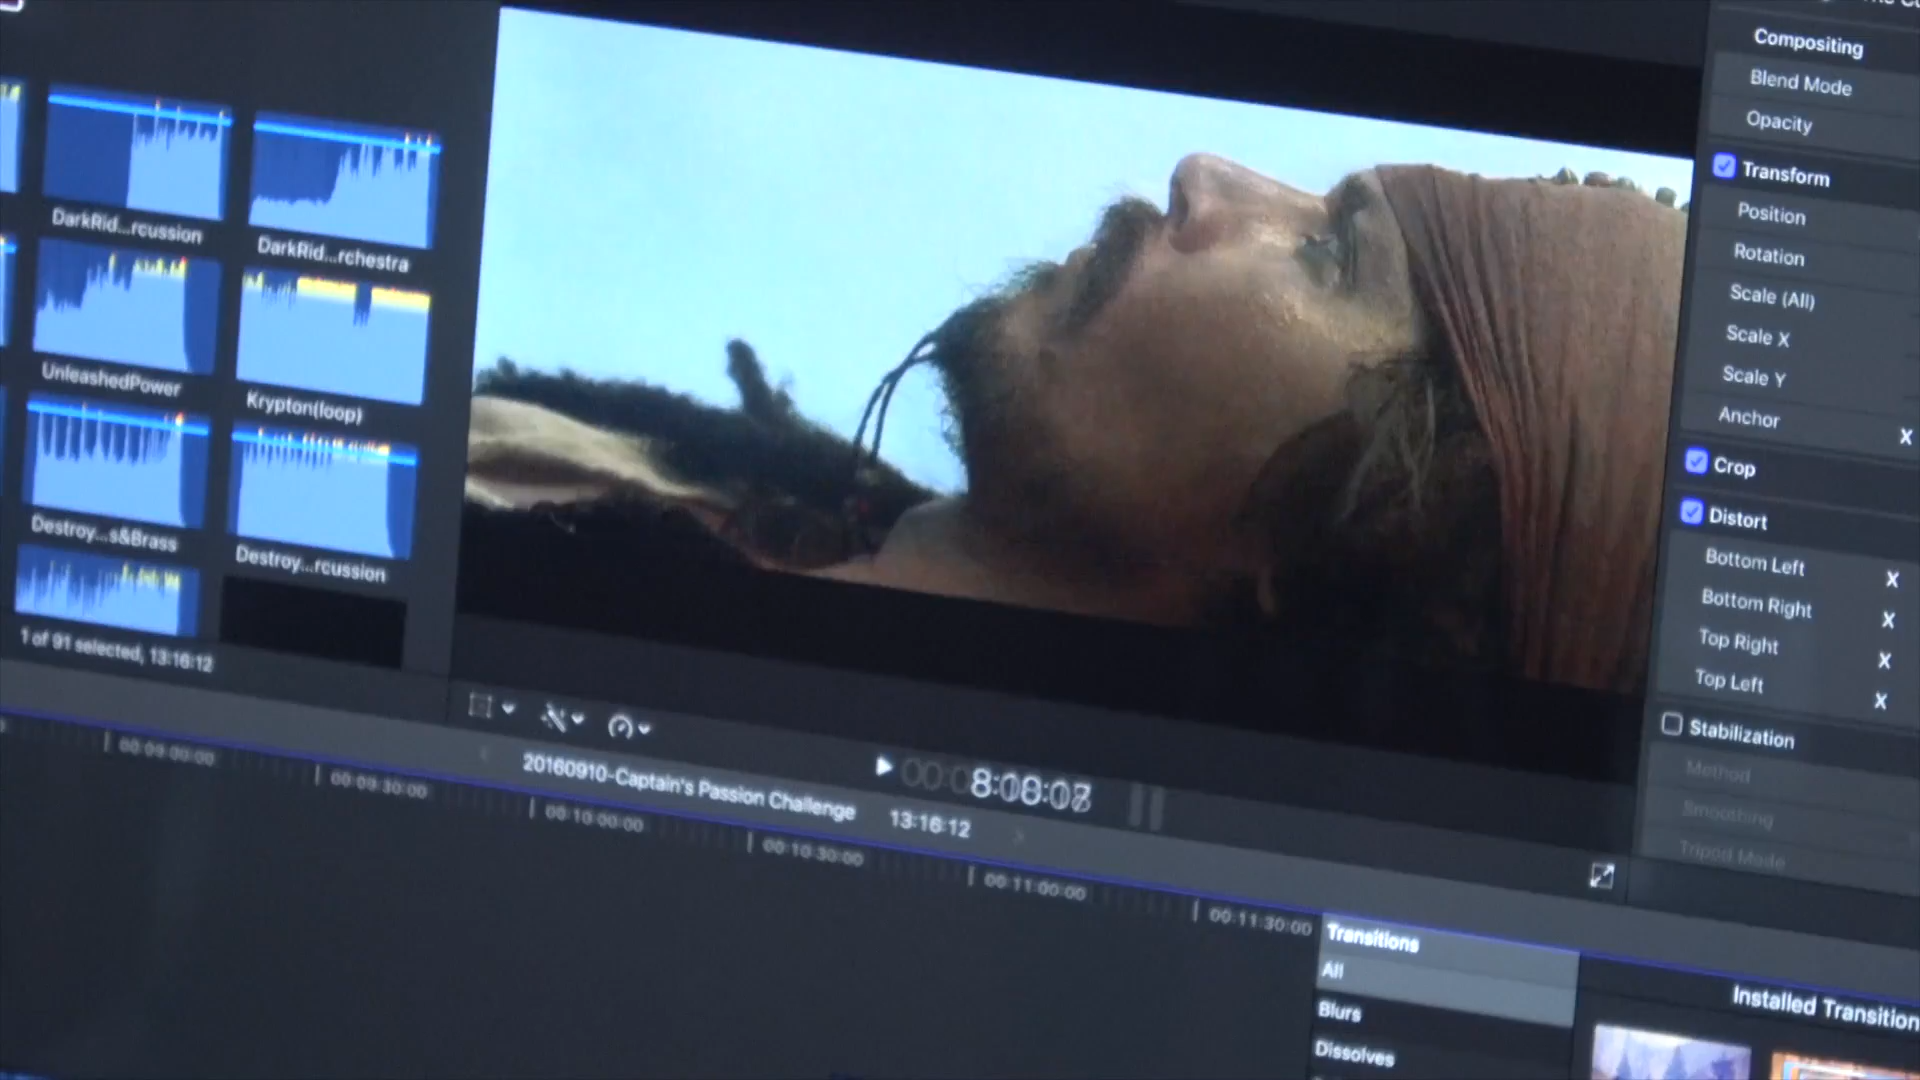 Compositing
Blend Mode
Opacity
Transform
Position
Rotation
Scale (All)
Scale X
Scale Y
Anchor X
Crop
Distort
Bottom Left X
Bottom Right X
Top Right X
Top Left X
Stabilization
Method
Smoothing
Tripod Mode
DarkRid...rcussion
DarkRid...rchestra
UnleashedPower
Krypton(loop)
Destroy...s&Brass
Destroy...rcussion
1 of 91 selected, 13:16:12
20160910-Captain's Passion Challenge 13:16:12
00:09:00:00
00:09:30:00
00:10:00:00
00:10:30:00
00:11:00:00
00:11:30:00
Transitions
All
Blurs
Dissolves
Installed Transition